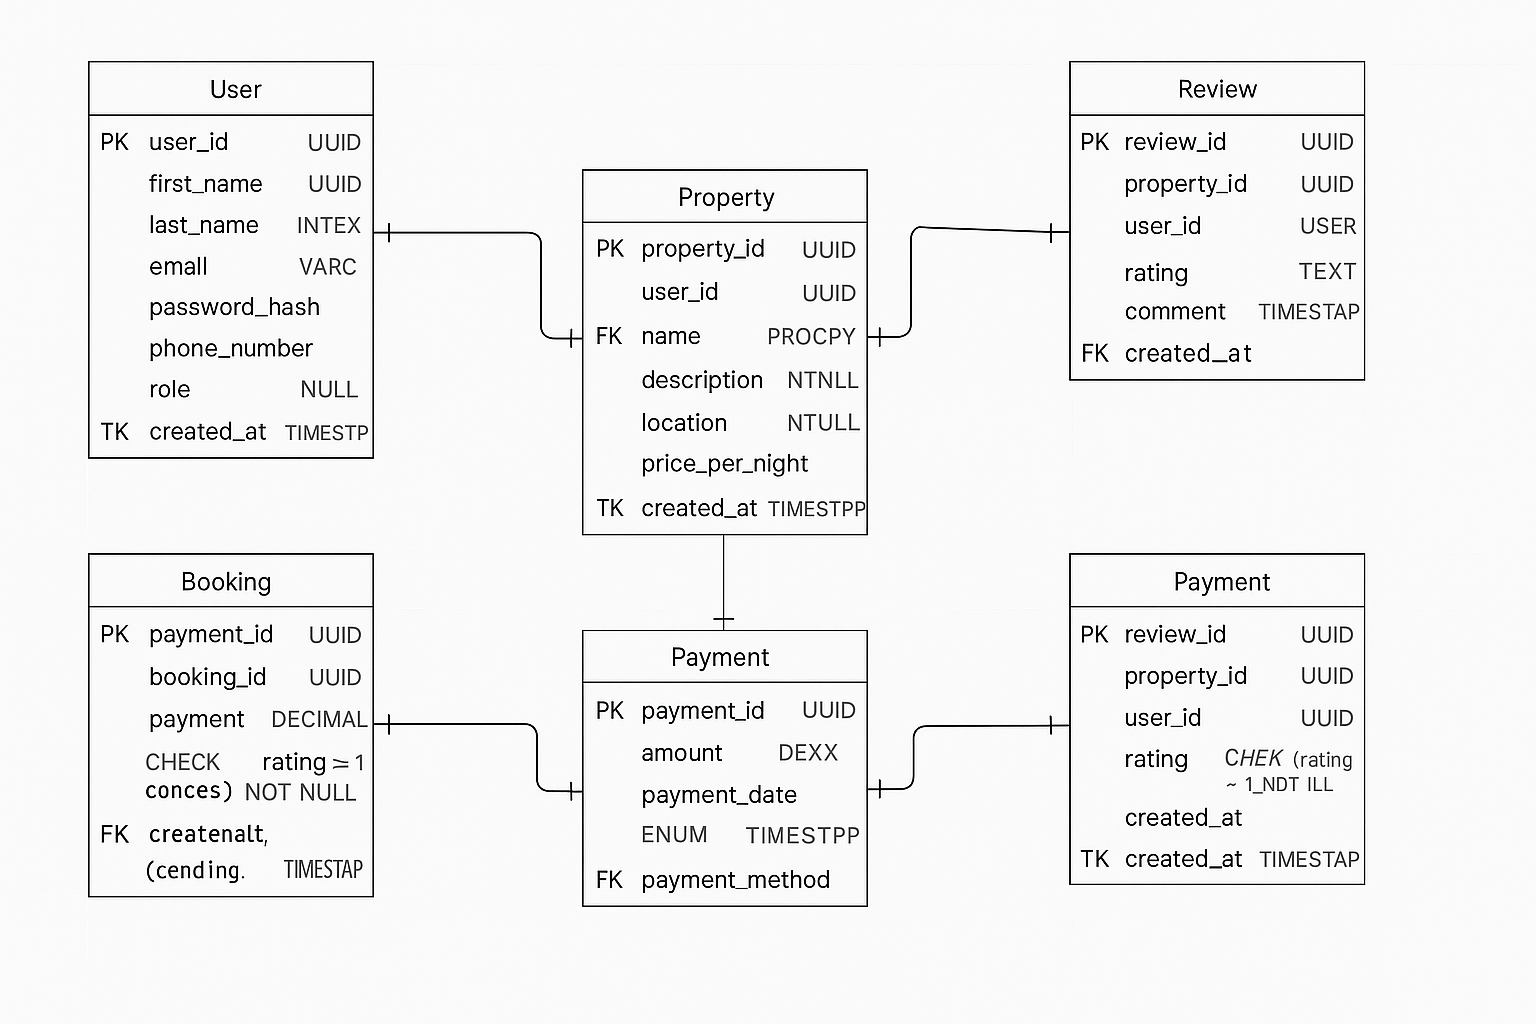 User
PK user_id UUID
first_name UUID
last_name INTEX
emall VARC
password_hash
phone_number
role NULL
TK created_at TIMESTP
Property
PK property_id UUID
user_id UUID
FK name PROCPY
description NTNLL
location NTULL
price_per_night
TK created_at TIMESTPP
Review
PK review_id UUID
property_id UUID
user_id USER
rating TEXT
comment TIMESTAP
FK created_at
Booking
PK payment_id UUID
booking_id UUID
payment DECIMAL
CHECK rating ≃ 1
conces) NOT NULL
FK createnalt,
(cending. TIMESTAP
Payment
PK payment_id UUID
amount DEXX
payment_date
ENUM TIMESTPP
FK payment_method
Payment
PK review_id UUID
property_id UUID
user_id UUID
rating CHEK (rating
~ 1_NDT ILL
created_at
TK created_at TIMESTAP